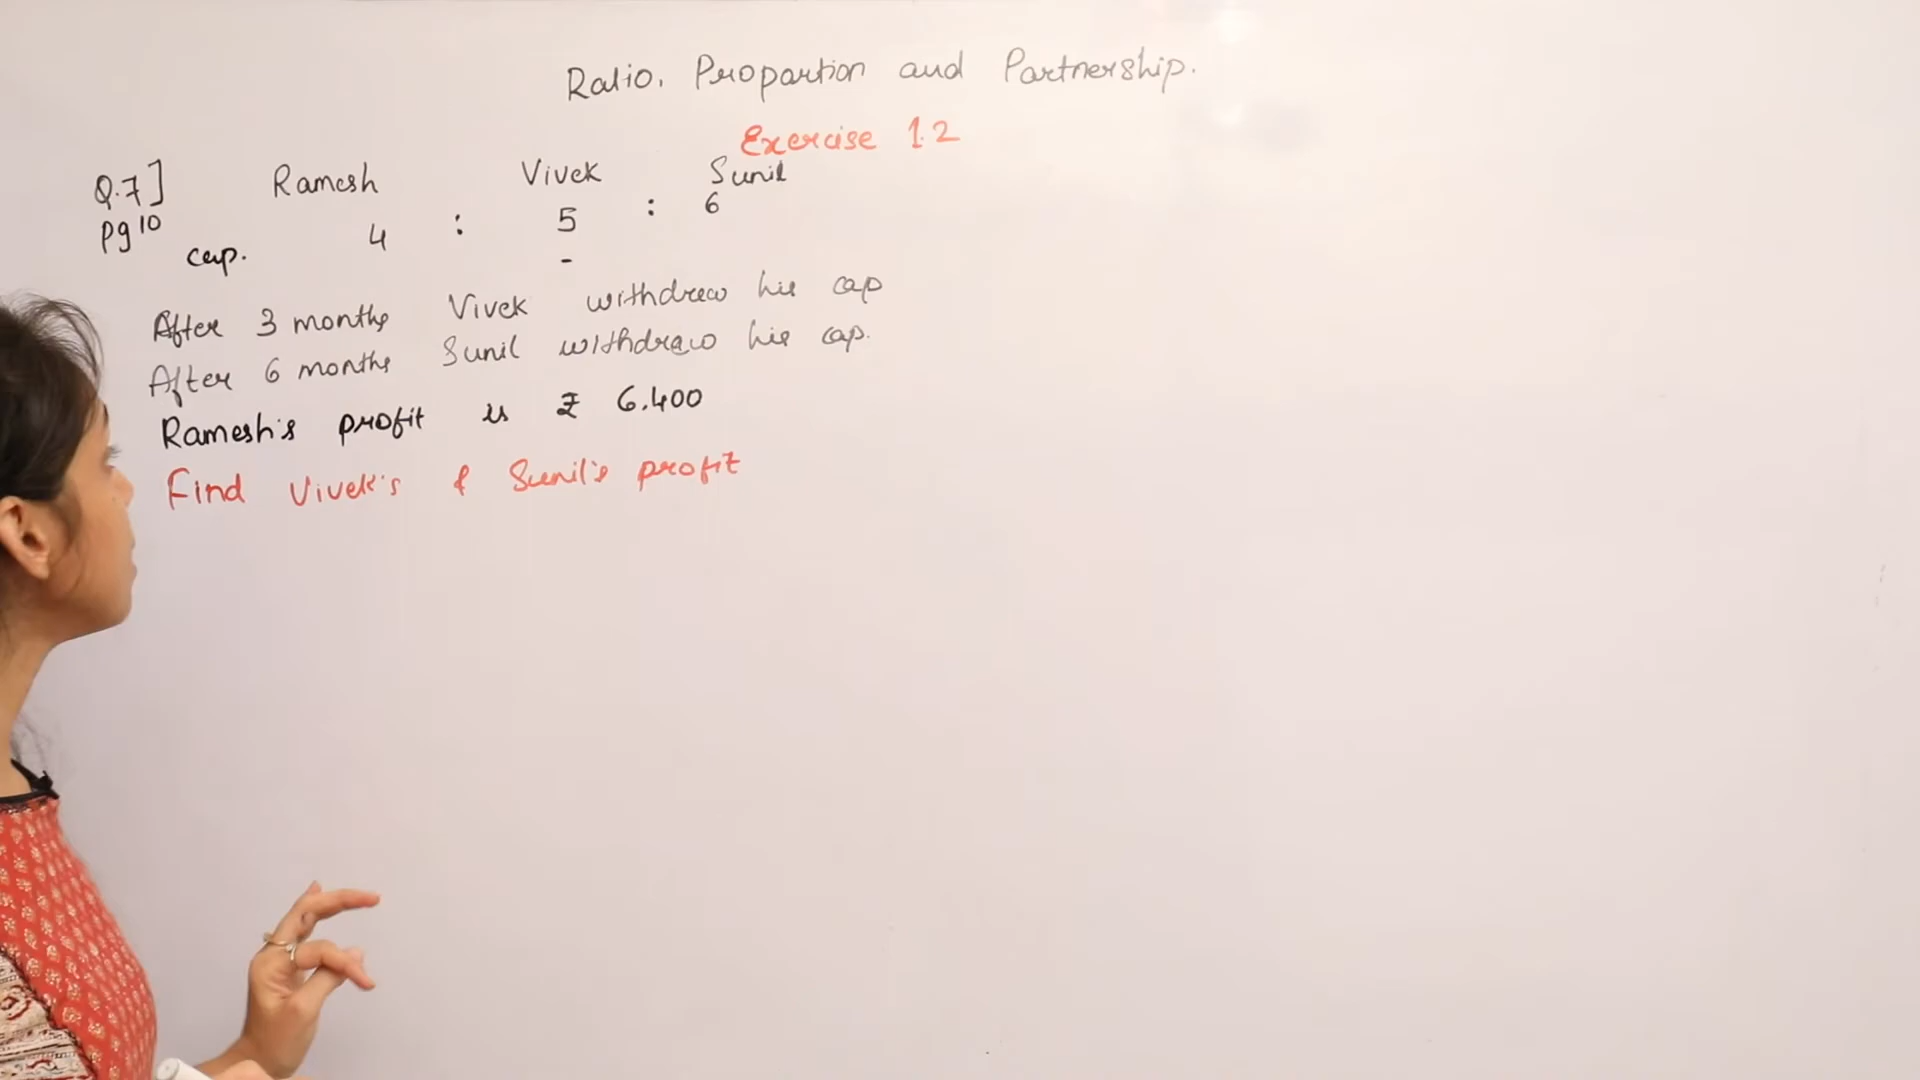 Ratio, Proportion and Partnership.
Exercise 1.2
Q.7] Ramesh Vivek Sunil
Pg 10
cap. 4 : 5 : 6
-
After 3 months Vivek withdrew his cap
After 6 months Sunil withdrew his cap.
Ramesh's profit is ₹ 6,400
Find Vivek's & Sunil's profit